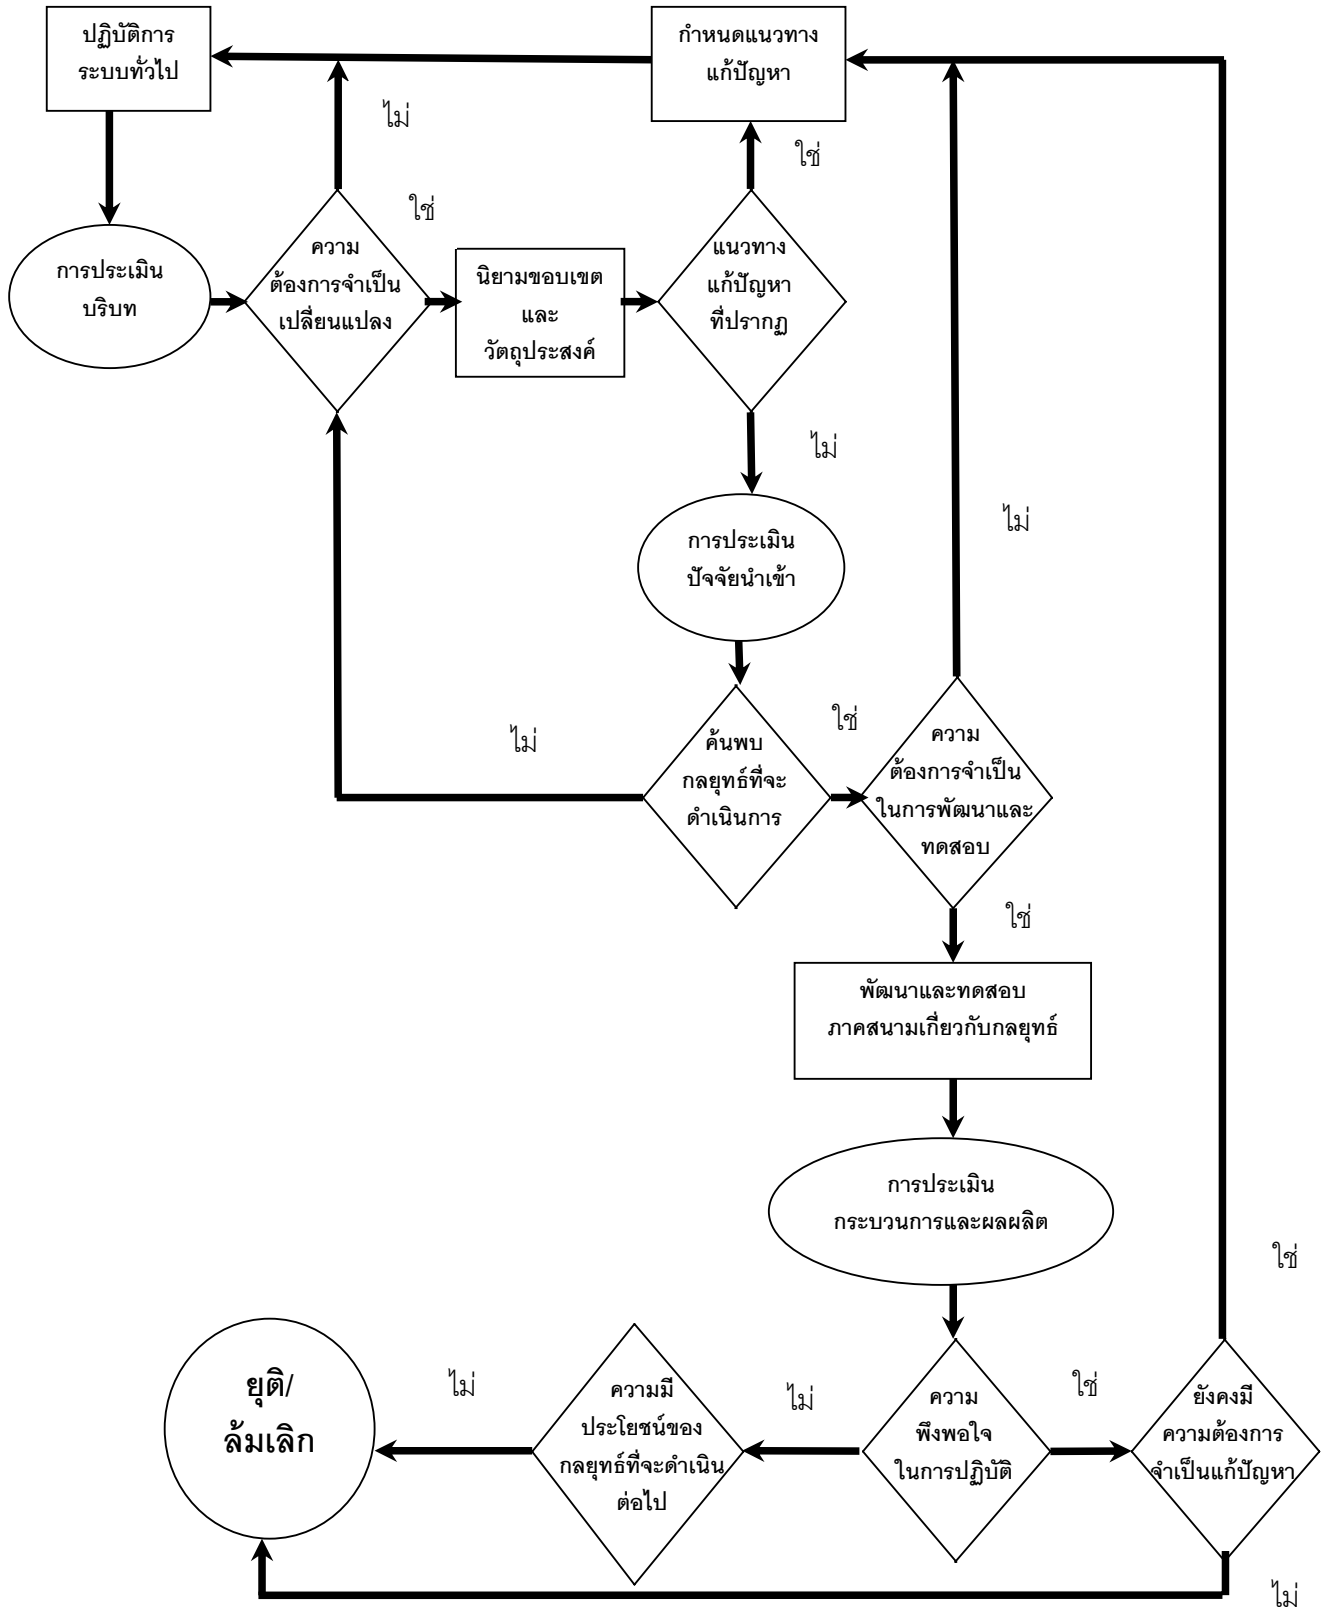 ปฏิบัติการ
ระบบทั่วไป
กำหนดแนวทาง
แก้ปัญหา
ไม่
ใช่
ใช่
การประเมิน
บริบท
ความ
ต้องการจำเป็น
เปลี่ยนแปลง
นิยามขอบเขต
และ
วัตถุประสงค์
แนวทาง
แก้ปัญหา
ที่ปรากฏ
ไม่
ไม่
การประเมิน
ปัจจัยนำเข้า
ไม่
ใช่
ค้นพบ
กลยุทธ์ที่จะ
ดำเนินการ
ความ
ต้องการจำเป็น
ในการพัฒนาและ
ทดสอบ
ใช่
พัฒนาและทดสอบ
ภาคสนามเกี่ยวกับกลยุทธ์
การประเมิน
กระบวนการและผลผลิต
ใช่
ยุติ/
ล้มเลิก
ไม่
ความมี
ประโยชน์ของ
กลยุทธ์ที่จะดำเนิน
ต่อไป
ไม่
ความ
พึงพอใจ
ในการปฏิบัติ
ใช่
ยังคงมี
ความต้องการ
จำเป็นแก้ปัญหา
ไม่